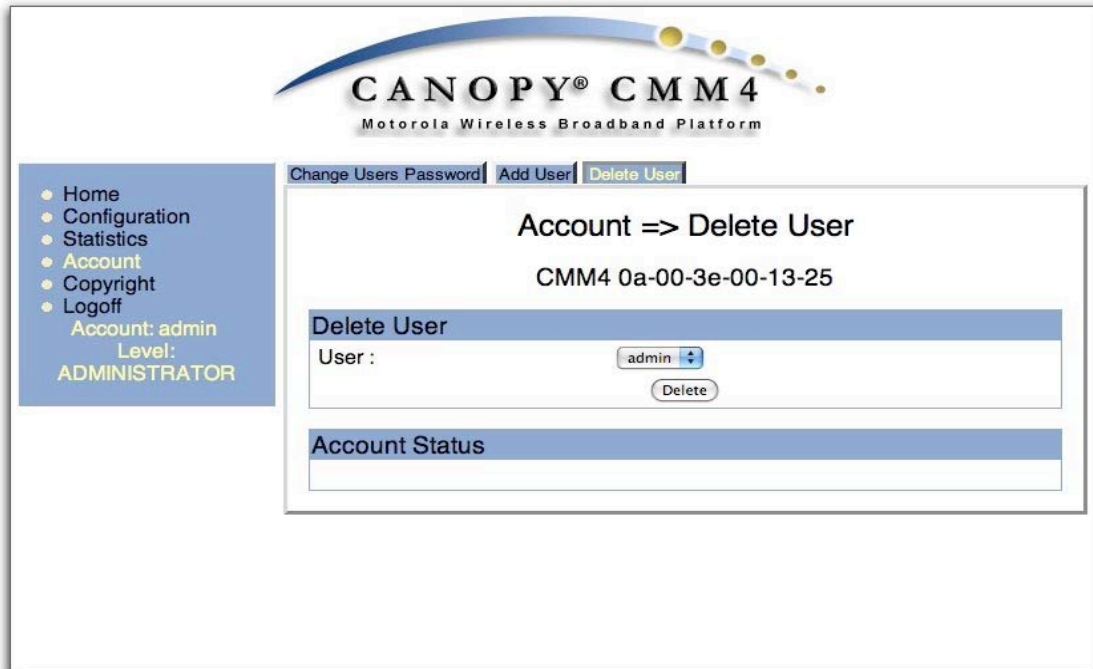 CANOPY® CMM4
Motorola Wireless Broadband Platform
Home
Configuration
Statistics
Account
Copyright
Logoff
Account: admin
Level:
ADMINISTRATOR
Change Users Password Add User Delete User
Account => Delete User
CMM4 0a-00-3e-00-13-25
Delete User
User : admin
Delete
Account Status